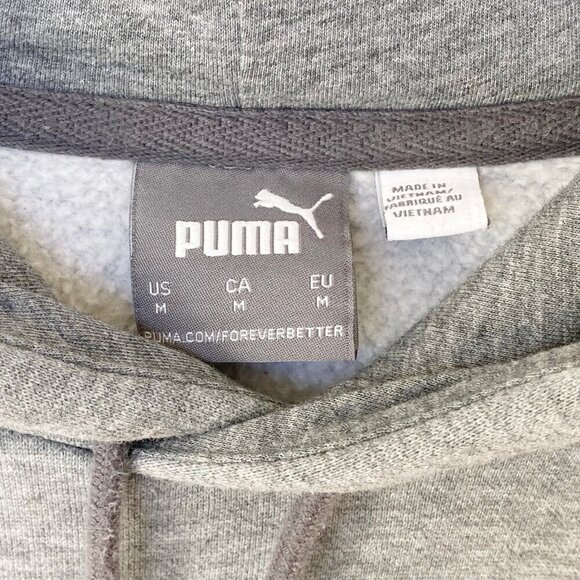 PUMA
US CA EU
M M M
PUMA.COM/FOREVERBETTER
MADE IN
VIETNAM/
FABRIQUÉ AU
VIETNAM